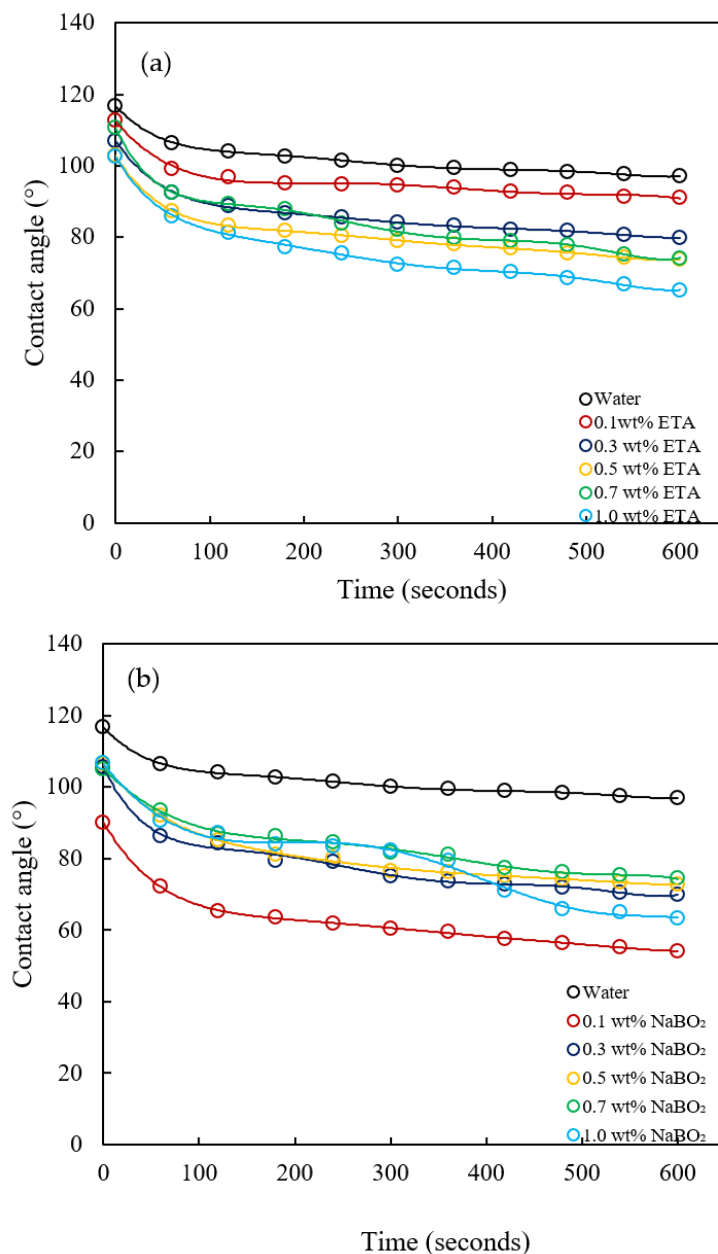 140
(a)
120
100
80
60
40
20
0
Contact angle (°)
Water
0.1wt% ETA
0.3 wt% ETA
0.5 wt% ETA
0.7 wt% ETA
1.0 wt% ETA
0 100 200 300 400 500 600
Time (seconds)
140
(b)
120
100
80
60
40
20
0
Contact angle (°)
Water
0.1 wt% NaBO₂
0.3 wt% NaBO₂
0.5 wt% NaBO₂
0.7 wt% NaBO₂
1.0 wt% NaBO₂
0 100 200 300 400 500 600
Time (seconds)